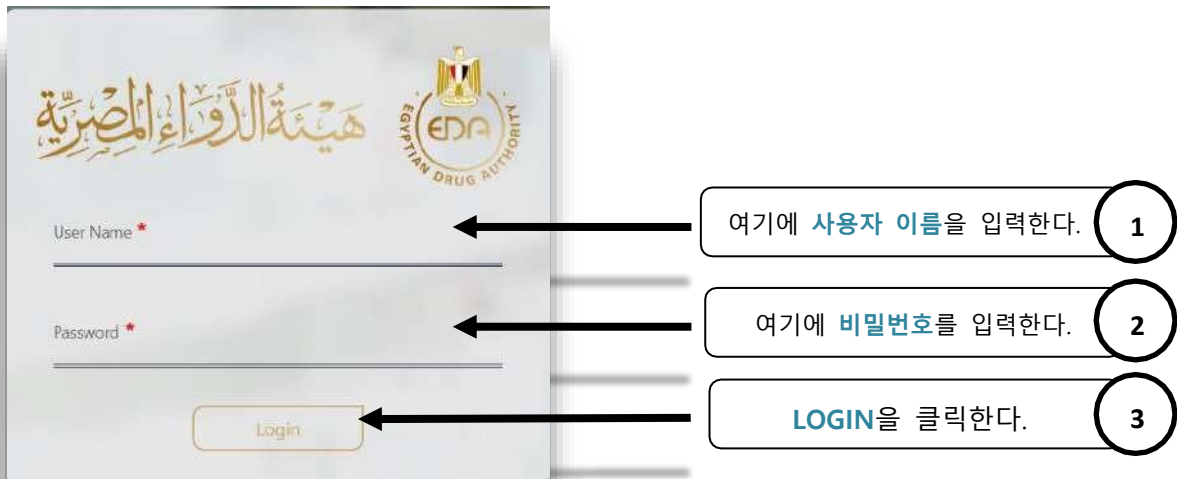 هيئة الدواء المصرية
EDA
EGYPTIAN DRUG AUTHORITY
User Name *
여기에 사용자 이름을 입력한다.
1
Password *
여기에 비밀번호를 입력한다.
2
Login
LOGIN을 클릭한다.
3